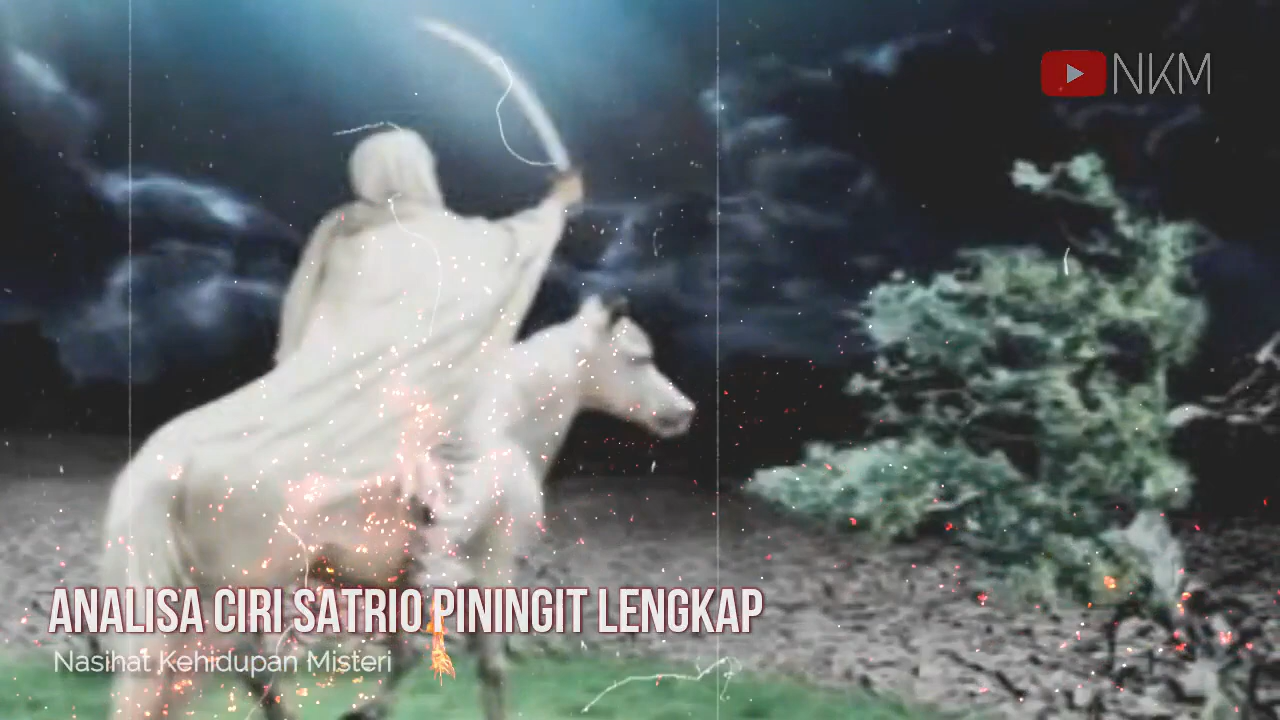 NKM
ANALISA CIRI SATRIO PININGIT LENGKAP
Nasihat Kehidupan Misteri